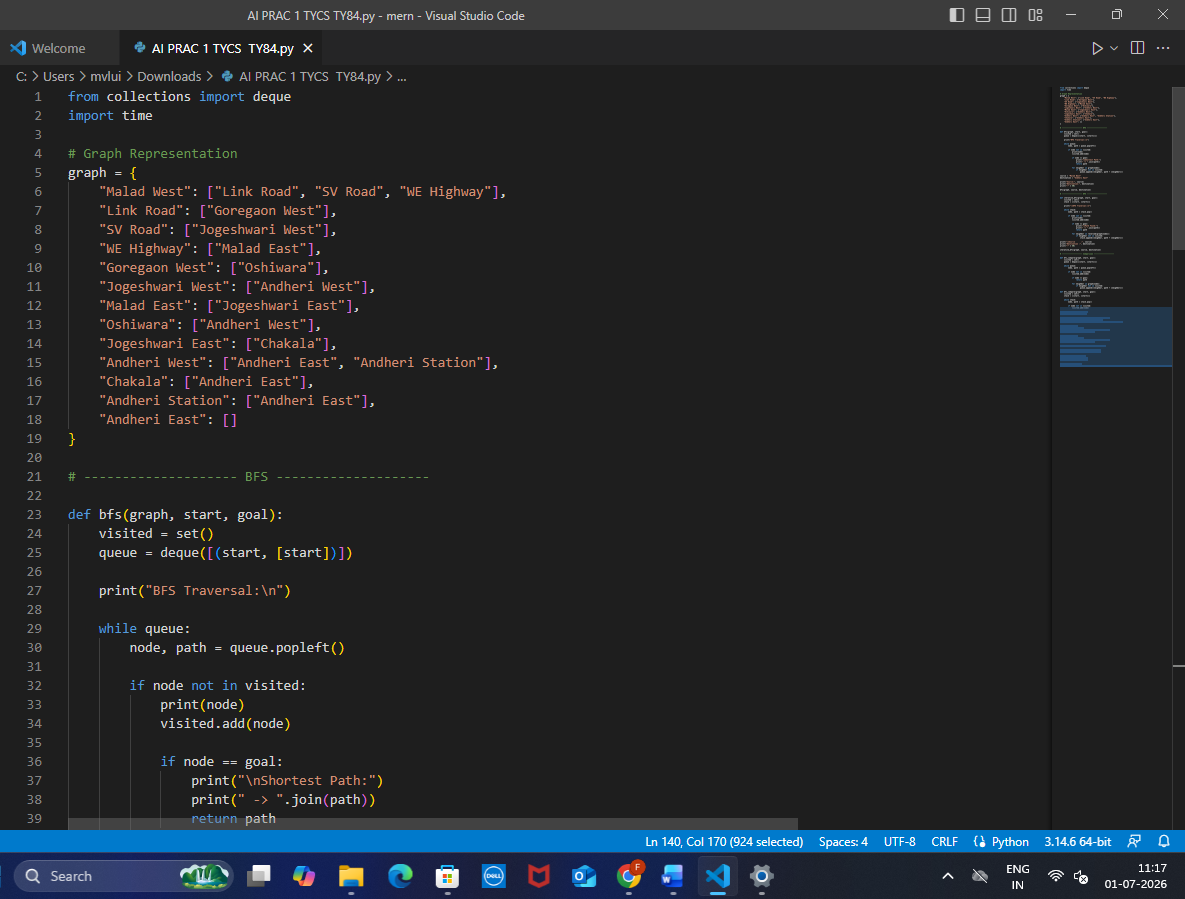 AI PRAC 1 TYCS  TY84.py - mern - Visual Studio Code
Welcome
AI PRAC 1 TYCS  TY84.py
C: > Users > mvlui > Downloads > AI PRAC 1 TYCS  TY84.py > ...
1 from collections import deque
2 import time
3
4 # Graph Representation
5 graph = {
6     "Malad West": ["Link Road", "SV Road", "WE Highway"],
7     "Link Road": ["Goregaon West"],
8     "SV Road": ["Jogeshwari West"],
9     "WE Highway": ["Malad East"],
10     "Goregaon West": ["Oshiwara"],
11     "Jogeshwari West": ["Andheri West"],
12     "Malad East": ["Jogeshwari East"],
13     "Oshiwara": ["Andheri West"],
14     "Jogeshwari East": ["Chakala"],
15     "Andheri West": ["Andheri East", "Andheri Station"],
16     "Chakala": ["Andheri East"],
17     "Andheri Station": ["Andheri East"],
18     "Andheri East": []
19 }
20
21 # -------------------- BFS --------------------
22
23 def bfs(graph, start, goal):
24     visited = set()
25     queue = deque([(start, [start])])
26
27     print("BFS Traversal:\n")
28
29     while queue:
30         node, path = queue.popleft()
31
32         if node not in visited:
33             print(node)
34             visited.add(node)
35
36             if node == goal:
37                 print("\nShortest Path:")
38                 print(" -> ".join(path))
39                 return path
Ln 140, Col 170 (924 selected) Spaces: 4 UTF-8 CRLF Python 3.14.6 64-bit
Search
DELL
F
W
ENG
IN
11:17
01-07-2026